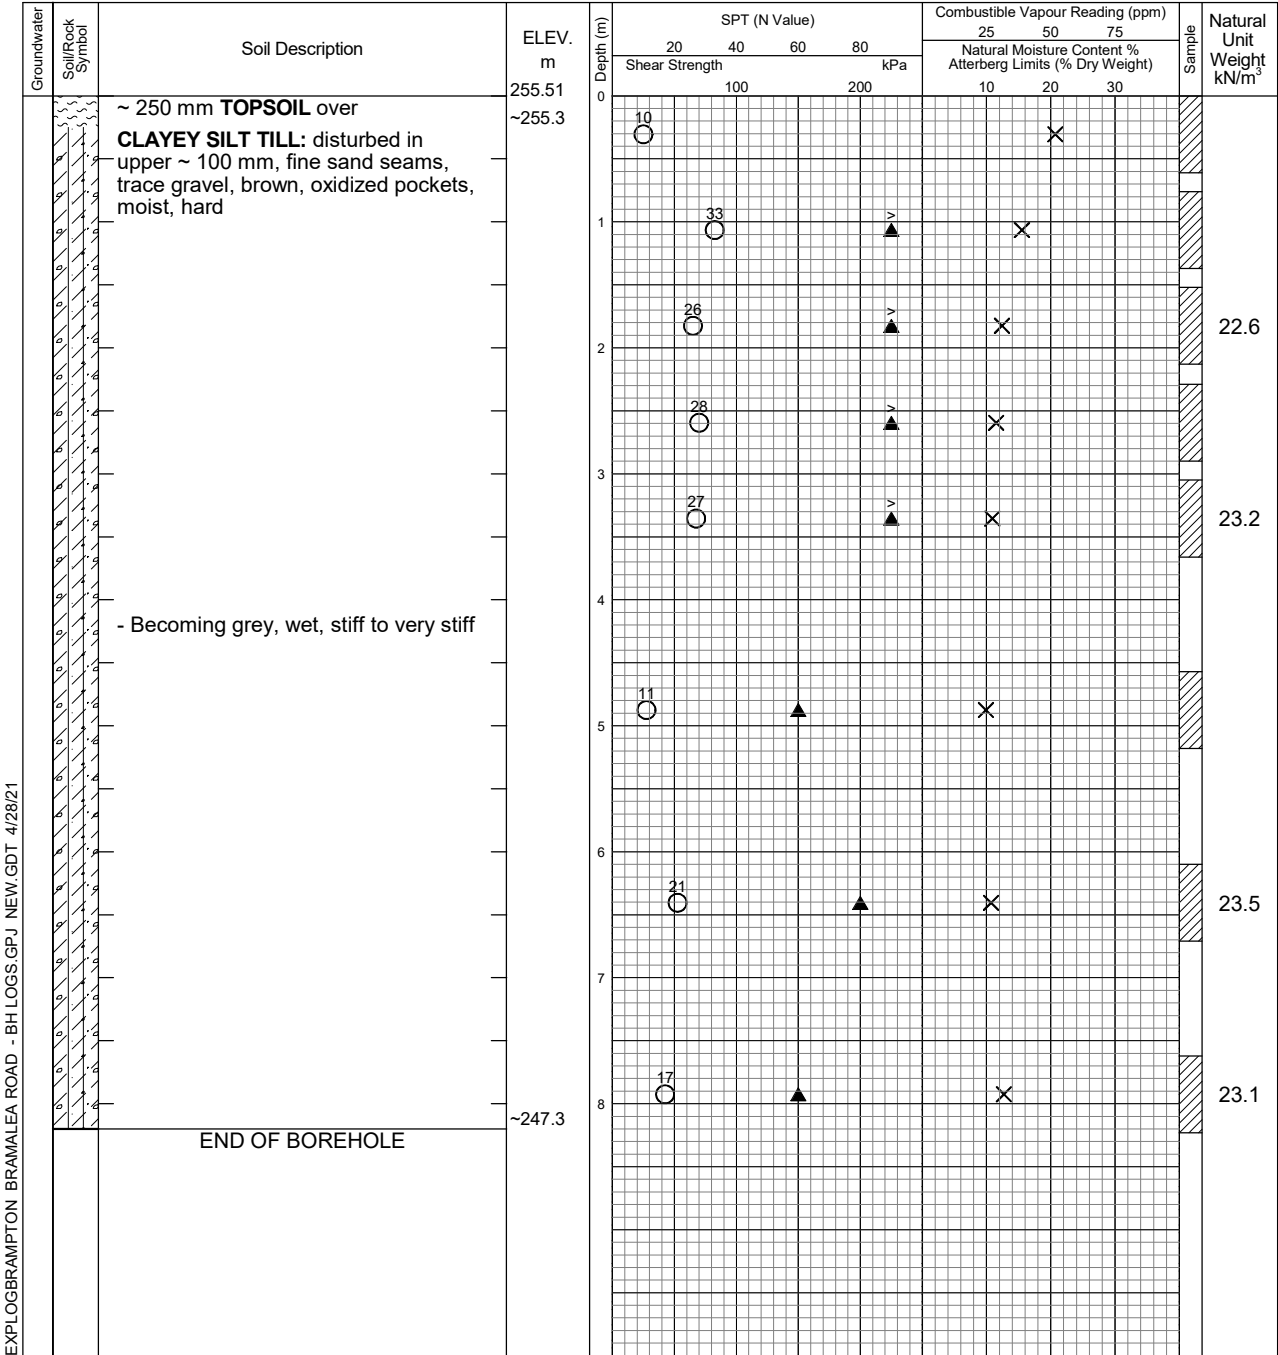 Groundwater
Soil/Rock
Symbol
Soil Description
ELEV.
m
255.51
Depth (m)
SPT (N Value)
20 40 60 80
Shear Strength kPa
100 200
Combustible Vapour Reading (ppm)
25 50 75
Natural Moisture Content %
Atterberg Limits (% Dry Weight)
10 20 30
Sample
Natural
Unit
Weight
kN/m³
0
~ 250 mm TOPSOIL over
~255.3
10
CLAYEY SILT TILL: disturbed in
upper ~ 100 mm, fine sand seams,
trace gravel, brown, oxidized pockets,
moist, hard
33
>
1
26
>
22.6
2
28
>
3
27
>
23.2
4
- Becoming grey, wet, stiff to very stiff
11
5
6
21
23.5
7
17
23.1
8
~247.3
END OF BOREHOLE
EXPLOGBRAMPTON BRAMALEA ROAD - BH LOGS.GPJ NEW.GDT 4/28/21